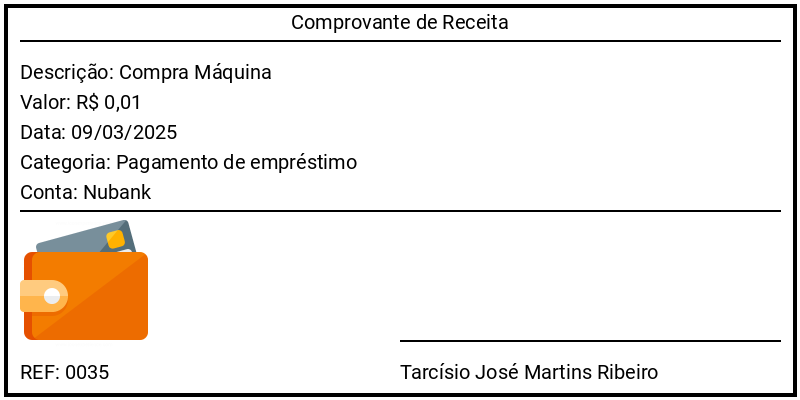 Comprovante de Receita
Descrição: Compra Máquina
Valor: R$ 0,01
Data: 09/03/2025
Categoria: Pagamento de empréstimo
Conta: Nubank
REF: 0035
Tarcísio José Martins Ribeiro